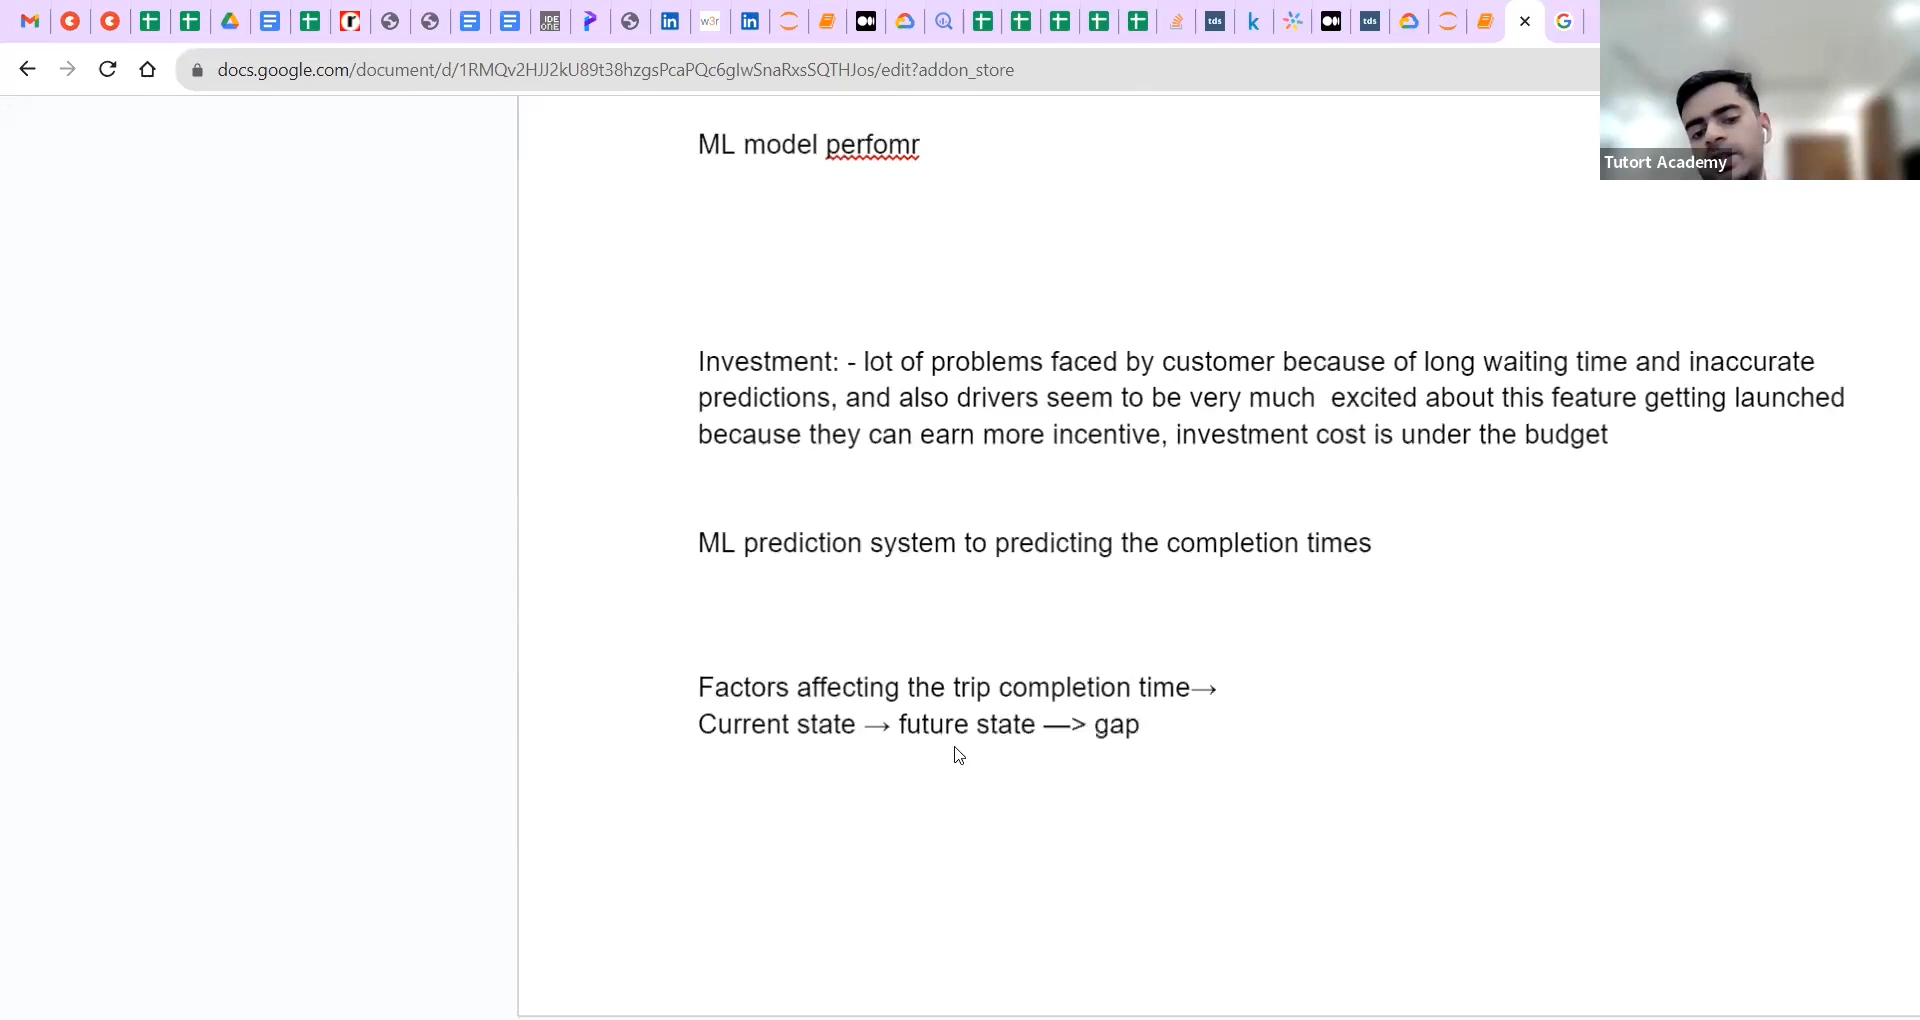 docs.google.com/document/d/1RMQv2HJJ2kU89t38hzgsPcaPQc6gIwSnaRxsSQTHJos/edit?addon_store
Tutort Academy
ML model perfomr
Investment: - lot of problems faced by customer because of long waiting time and inaccurate
predictions, and also drivers seem to be very much  excited about this feature getting launched
because they can earn more incentive, investment cost is under the budget
ML prediction system to predicting the completion times
Factors affecting the trip completion time→
Current state → future state —> gap